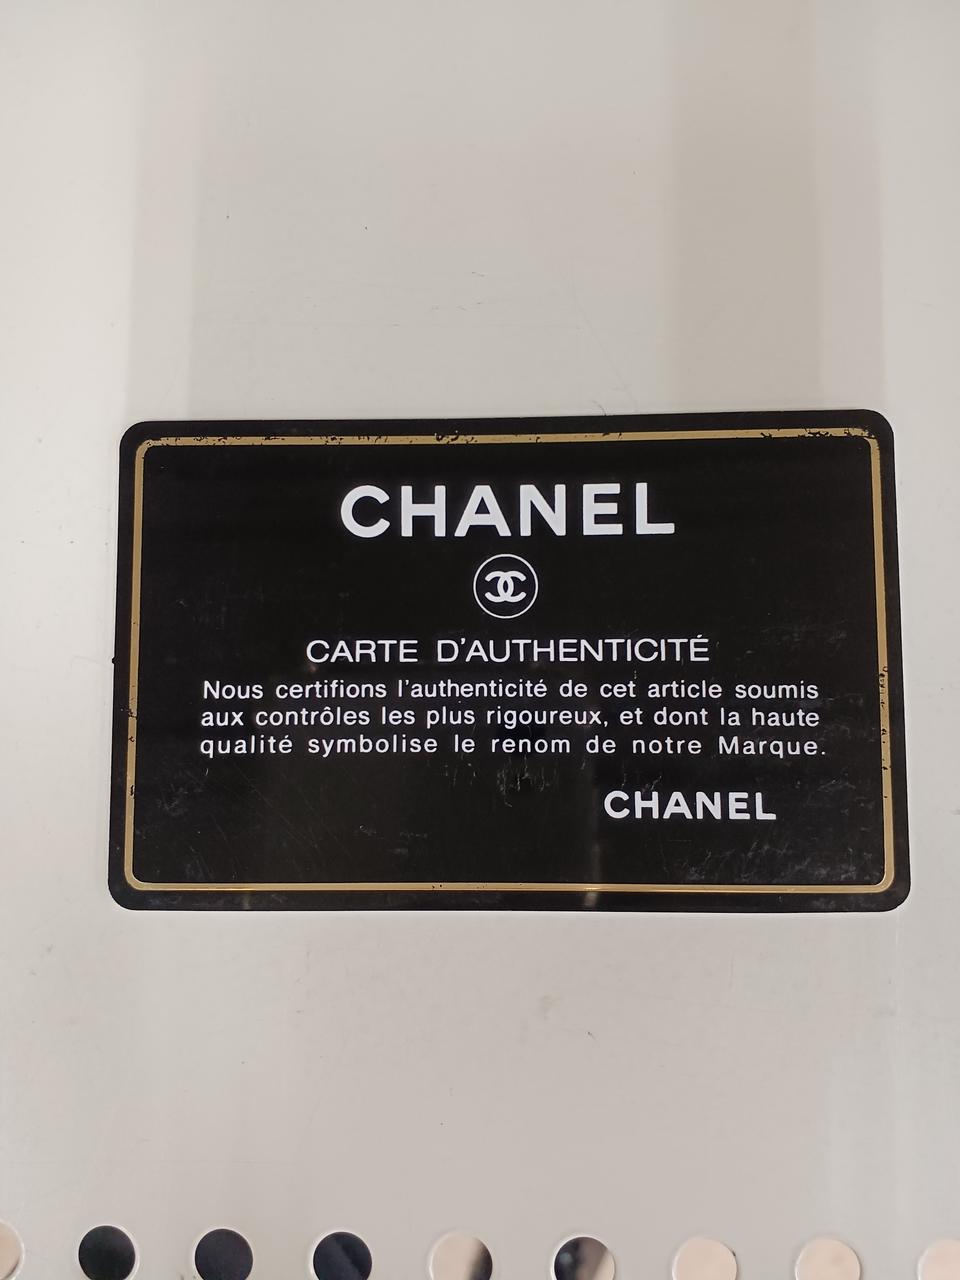 CHANEL
CARTE D'AUTHENTICITÉ
Nous certifions l'authenticité de cet article soumis
aux contrôles les plus rigoureux, et dont la haute
qualité symbolise le renom de notre Marque.
CHANEL